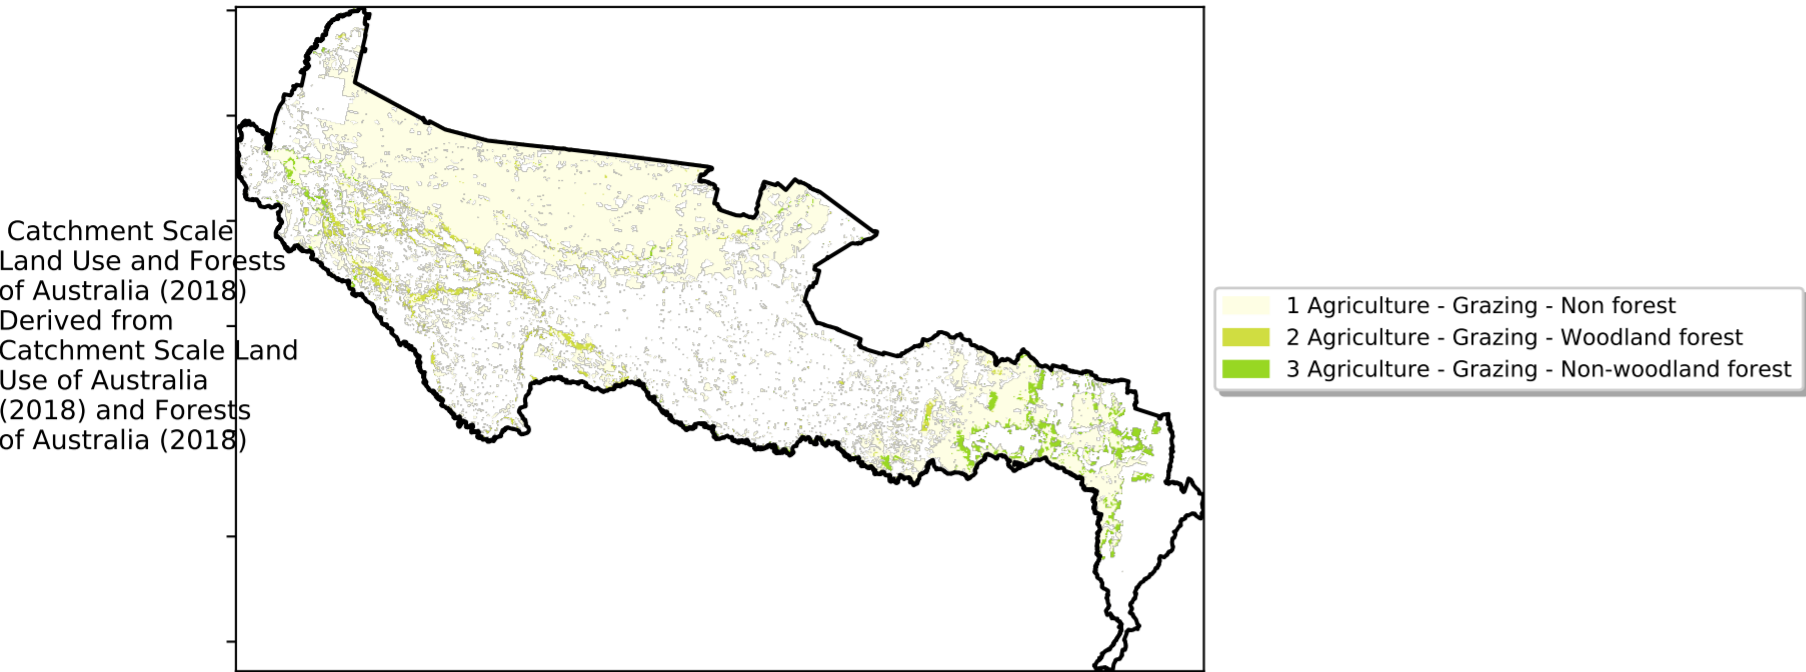 Catchment Scale
Land Use and Forests
of Australia (2018)
Derived from
Catchment Scale Land
Use of Australia
(2018) and Forests
of Australia (2018)
1 Agriculture - Grazing - Non forest
2 Agriculture - Grazing - Woodland forest
3 Agriculture - Grazing - Non-woodland forest